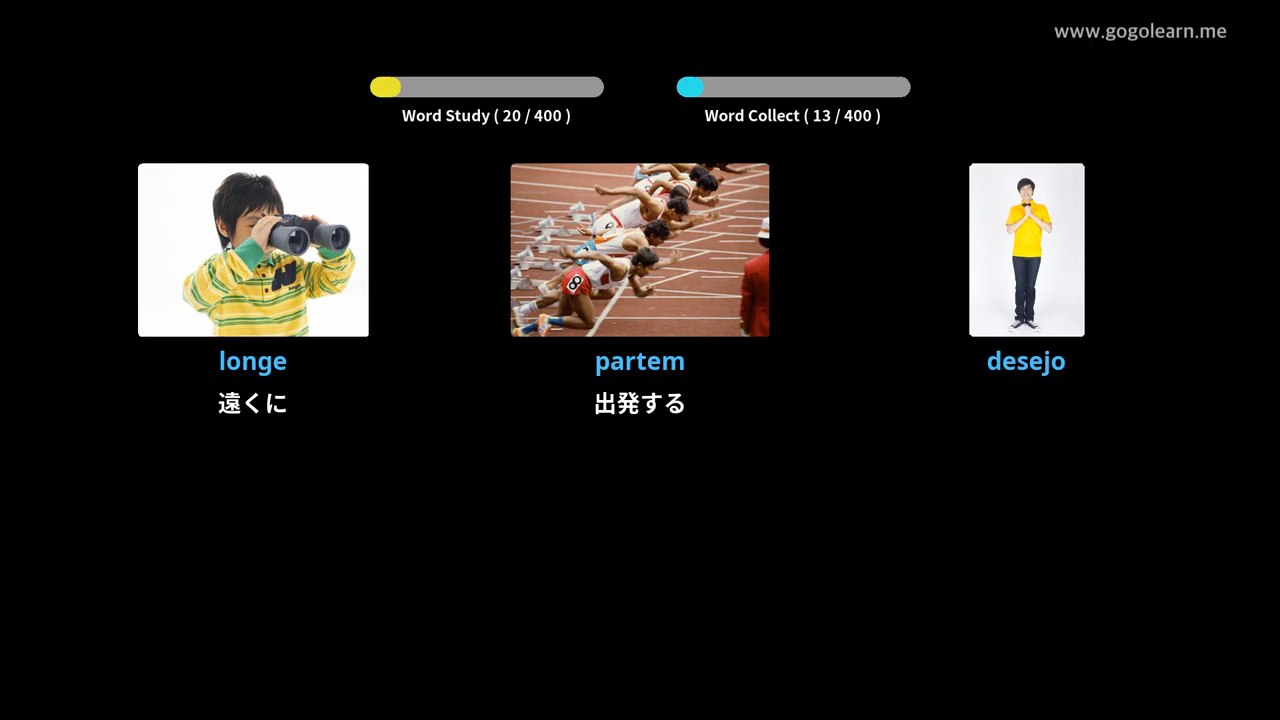 www.gogolearn.me
Word Study ( 20 / 400 )
Word Collect ( 13 / 400 )
longe
partem
desejo
遠くに
出発する